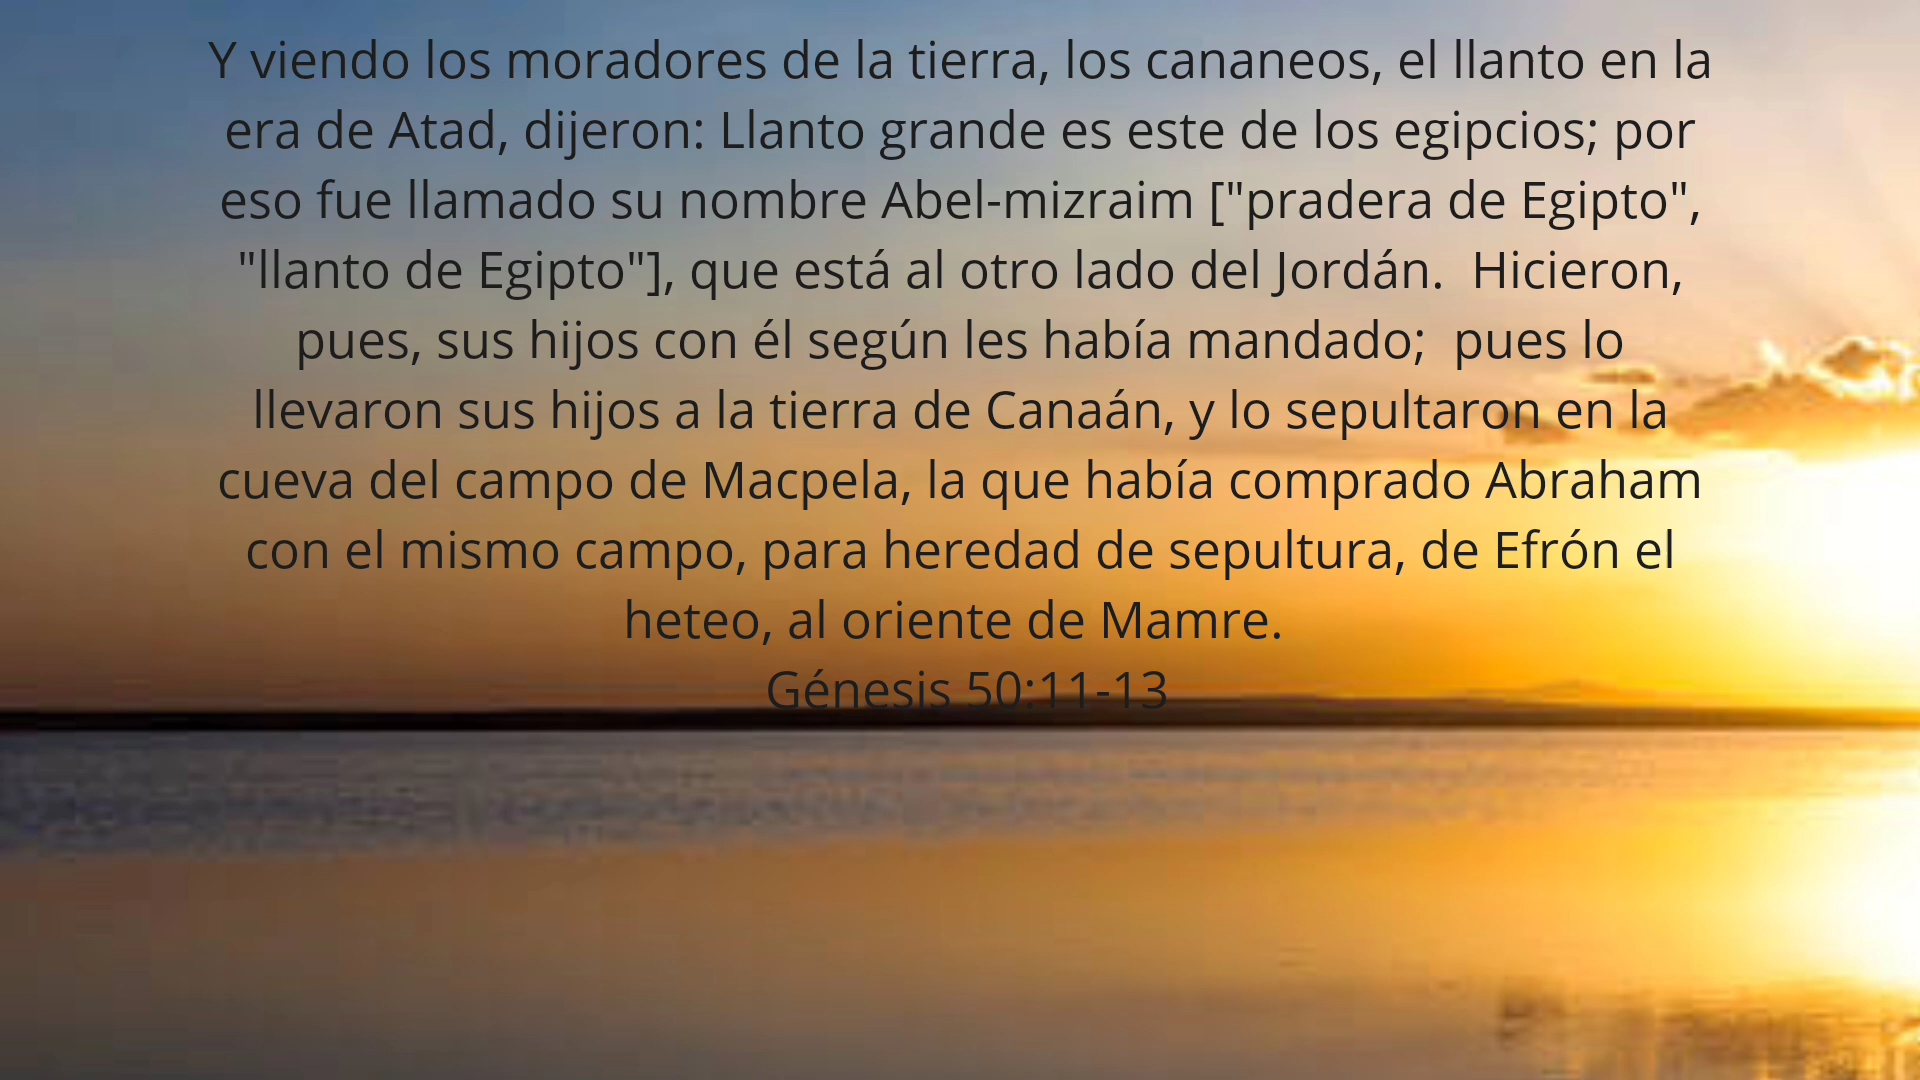 Y viendo los moradores de la tierra, los cananeos, el llanto en la
era de Atad, dijeron: Llanto grande es este de los egipcios; por
eso fue llamado su nombre Abel-mizraim ["pradera de Egipto",
"llanto de Egipto"], que está al otro lado del Jordán.  Hicieron,
pues, sus hijos con él según les había mandado;  pues lo
llevaron sus hijos a la tierra de Canaán, y lo sepultaron en la
cueva del campo de Macpela, la que había comprado Abraham
con el mismo campo, para heredad de sepultura, de Efrón el
heteo, al oriente de Mamre.
Génesis 50:11-13